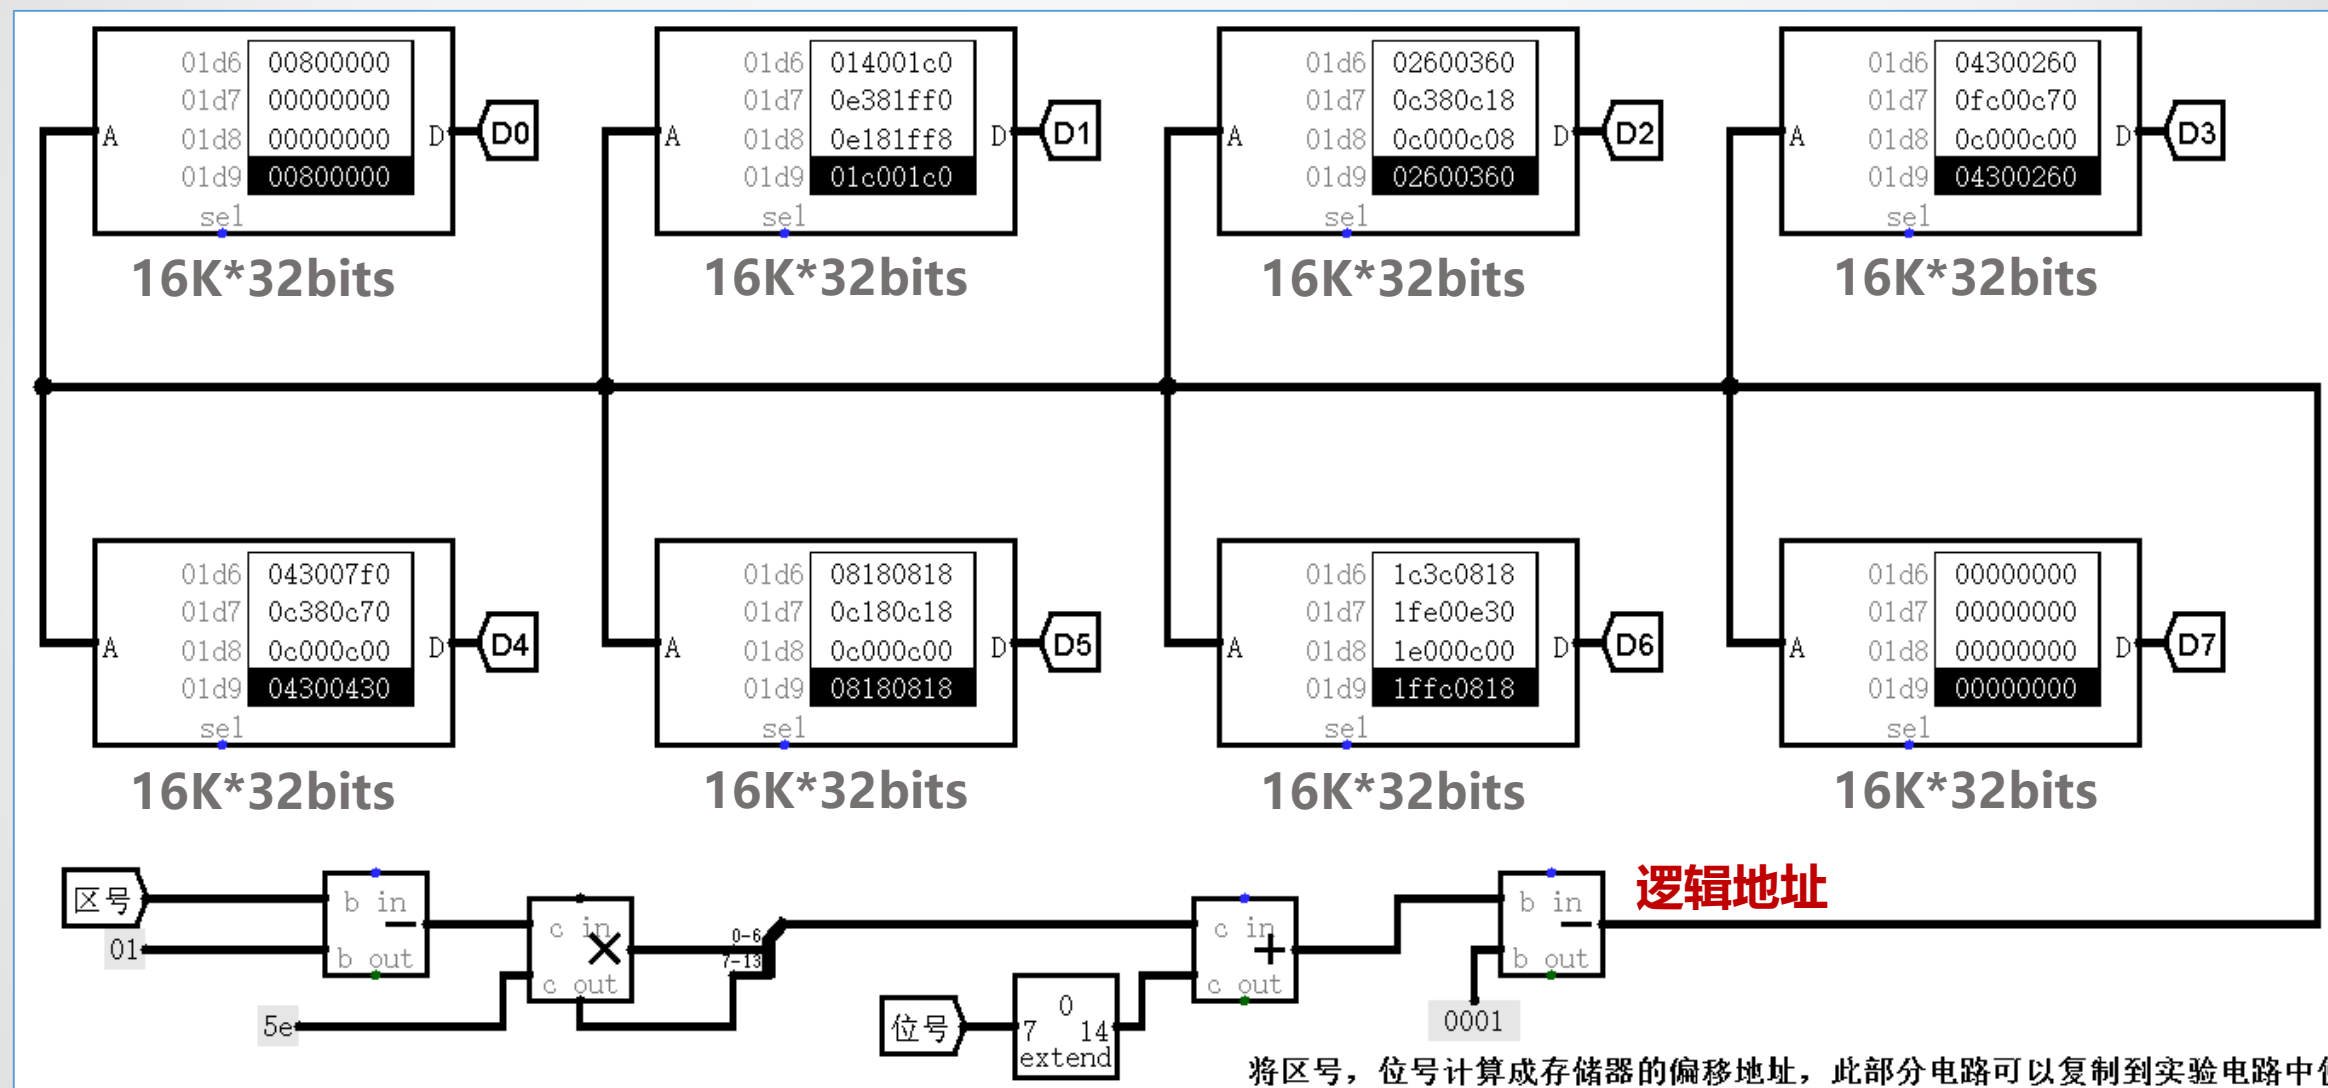 01d6 00800000
01d7 00000000
01d8 00000000
01d9 00800000
A D D0
sel
16K*32bits
01d6 014001c0
01d7 0e381ff0
01d8 0e181ff8
01d9 01c001c0
A D D1
sel
16K*32bits
01d6 02600360
01d7 0c380c18
01d8 0c000c08
01d9 02600360
A D D2
sel
16K*32bits
01d6 04300260
01d7 0fc00c70
01d8 0c000c00
01d9 04300260
A D D3
sel
16K*32bits
01d6 043007f0
01d7 0c380c70
01d8 0c000c00
01d9 04300430
A D D4
sel
16K*32bits
01d6 08180818
01d7 0c180c18
01d8 0c000c00
01d9 08180818
A D D5
sel
16K*32bits
01d6 1c3c0818
01d7 1fe00e30
01d8 1e000c00
01d9 1ffc0818
A D D6
sel
16K*32bits
01d6 00000000
01d7 00000000
01d8 00000000
01d9 00000000
A D D7
sel
16K*32bits
区号
01
b in
−
b out
5e
c in
×
c out
0-6
7-13
位号
0
7 14
extend
c in
+
c out
0001
b in
−
b out
逻辑地址
将区号，位号计算成存储器的偏移地址，此部分电路可以复制到实验电路中